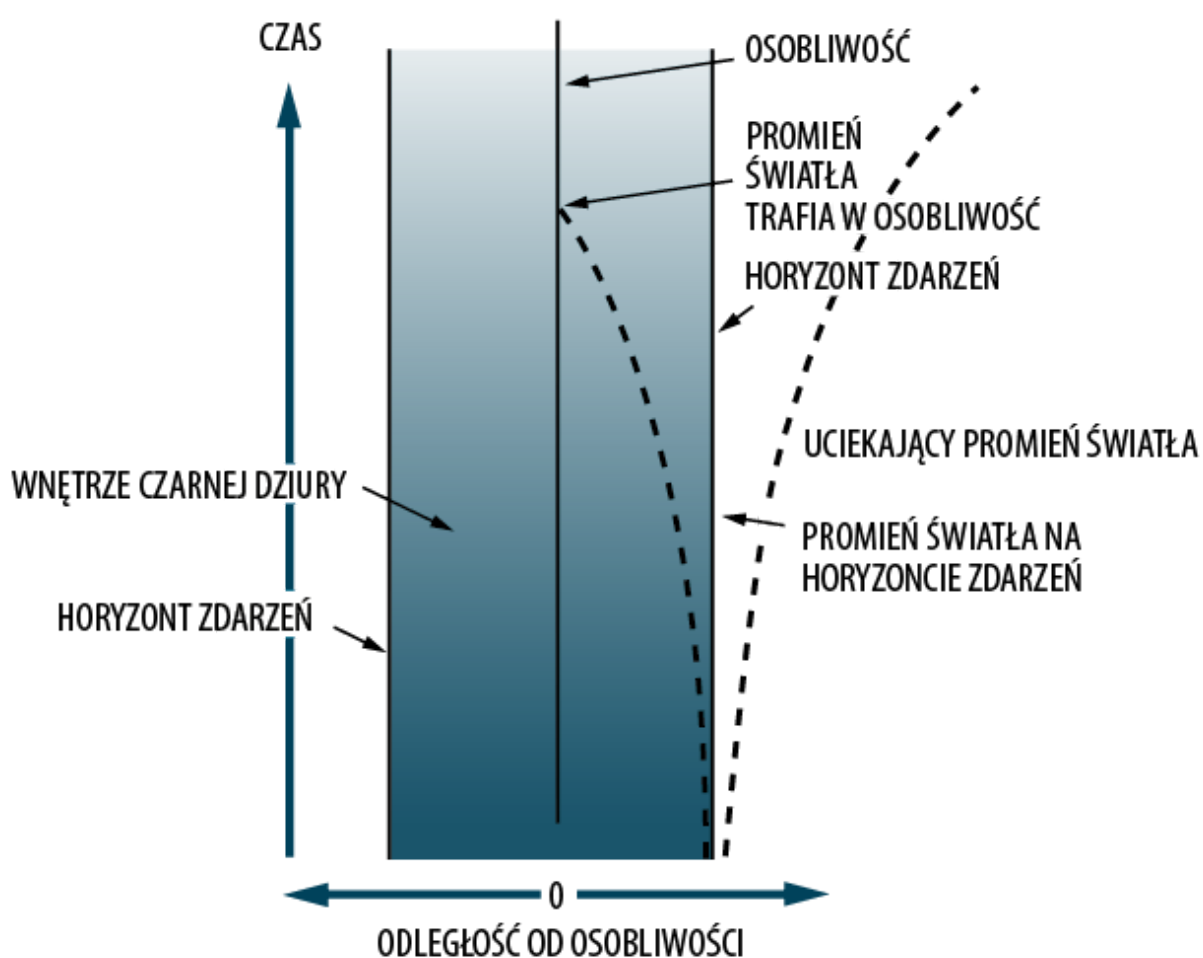 CZAS
OSOBLIWOŚĆ
PROMIEŃ
ŚWIATŁA
TRAFIA W OSOBLIWOŚĆ
HORYZONT ZDARZEŃ
UCIEKAJĄCY PROMIEŃ ŚWIATŁA
WNĘTRZE CZARNEJ DZIURY
PROMIEŃ ŚWIATŁA NA
HORYZONCIE ZDARZEŃ
HORYZONT ZDARZEŃ
0
ODLEGŁOŚĆ OD OSOBLIWOŚCI